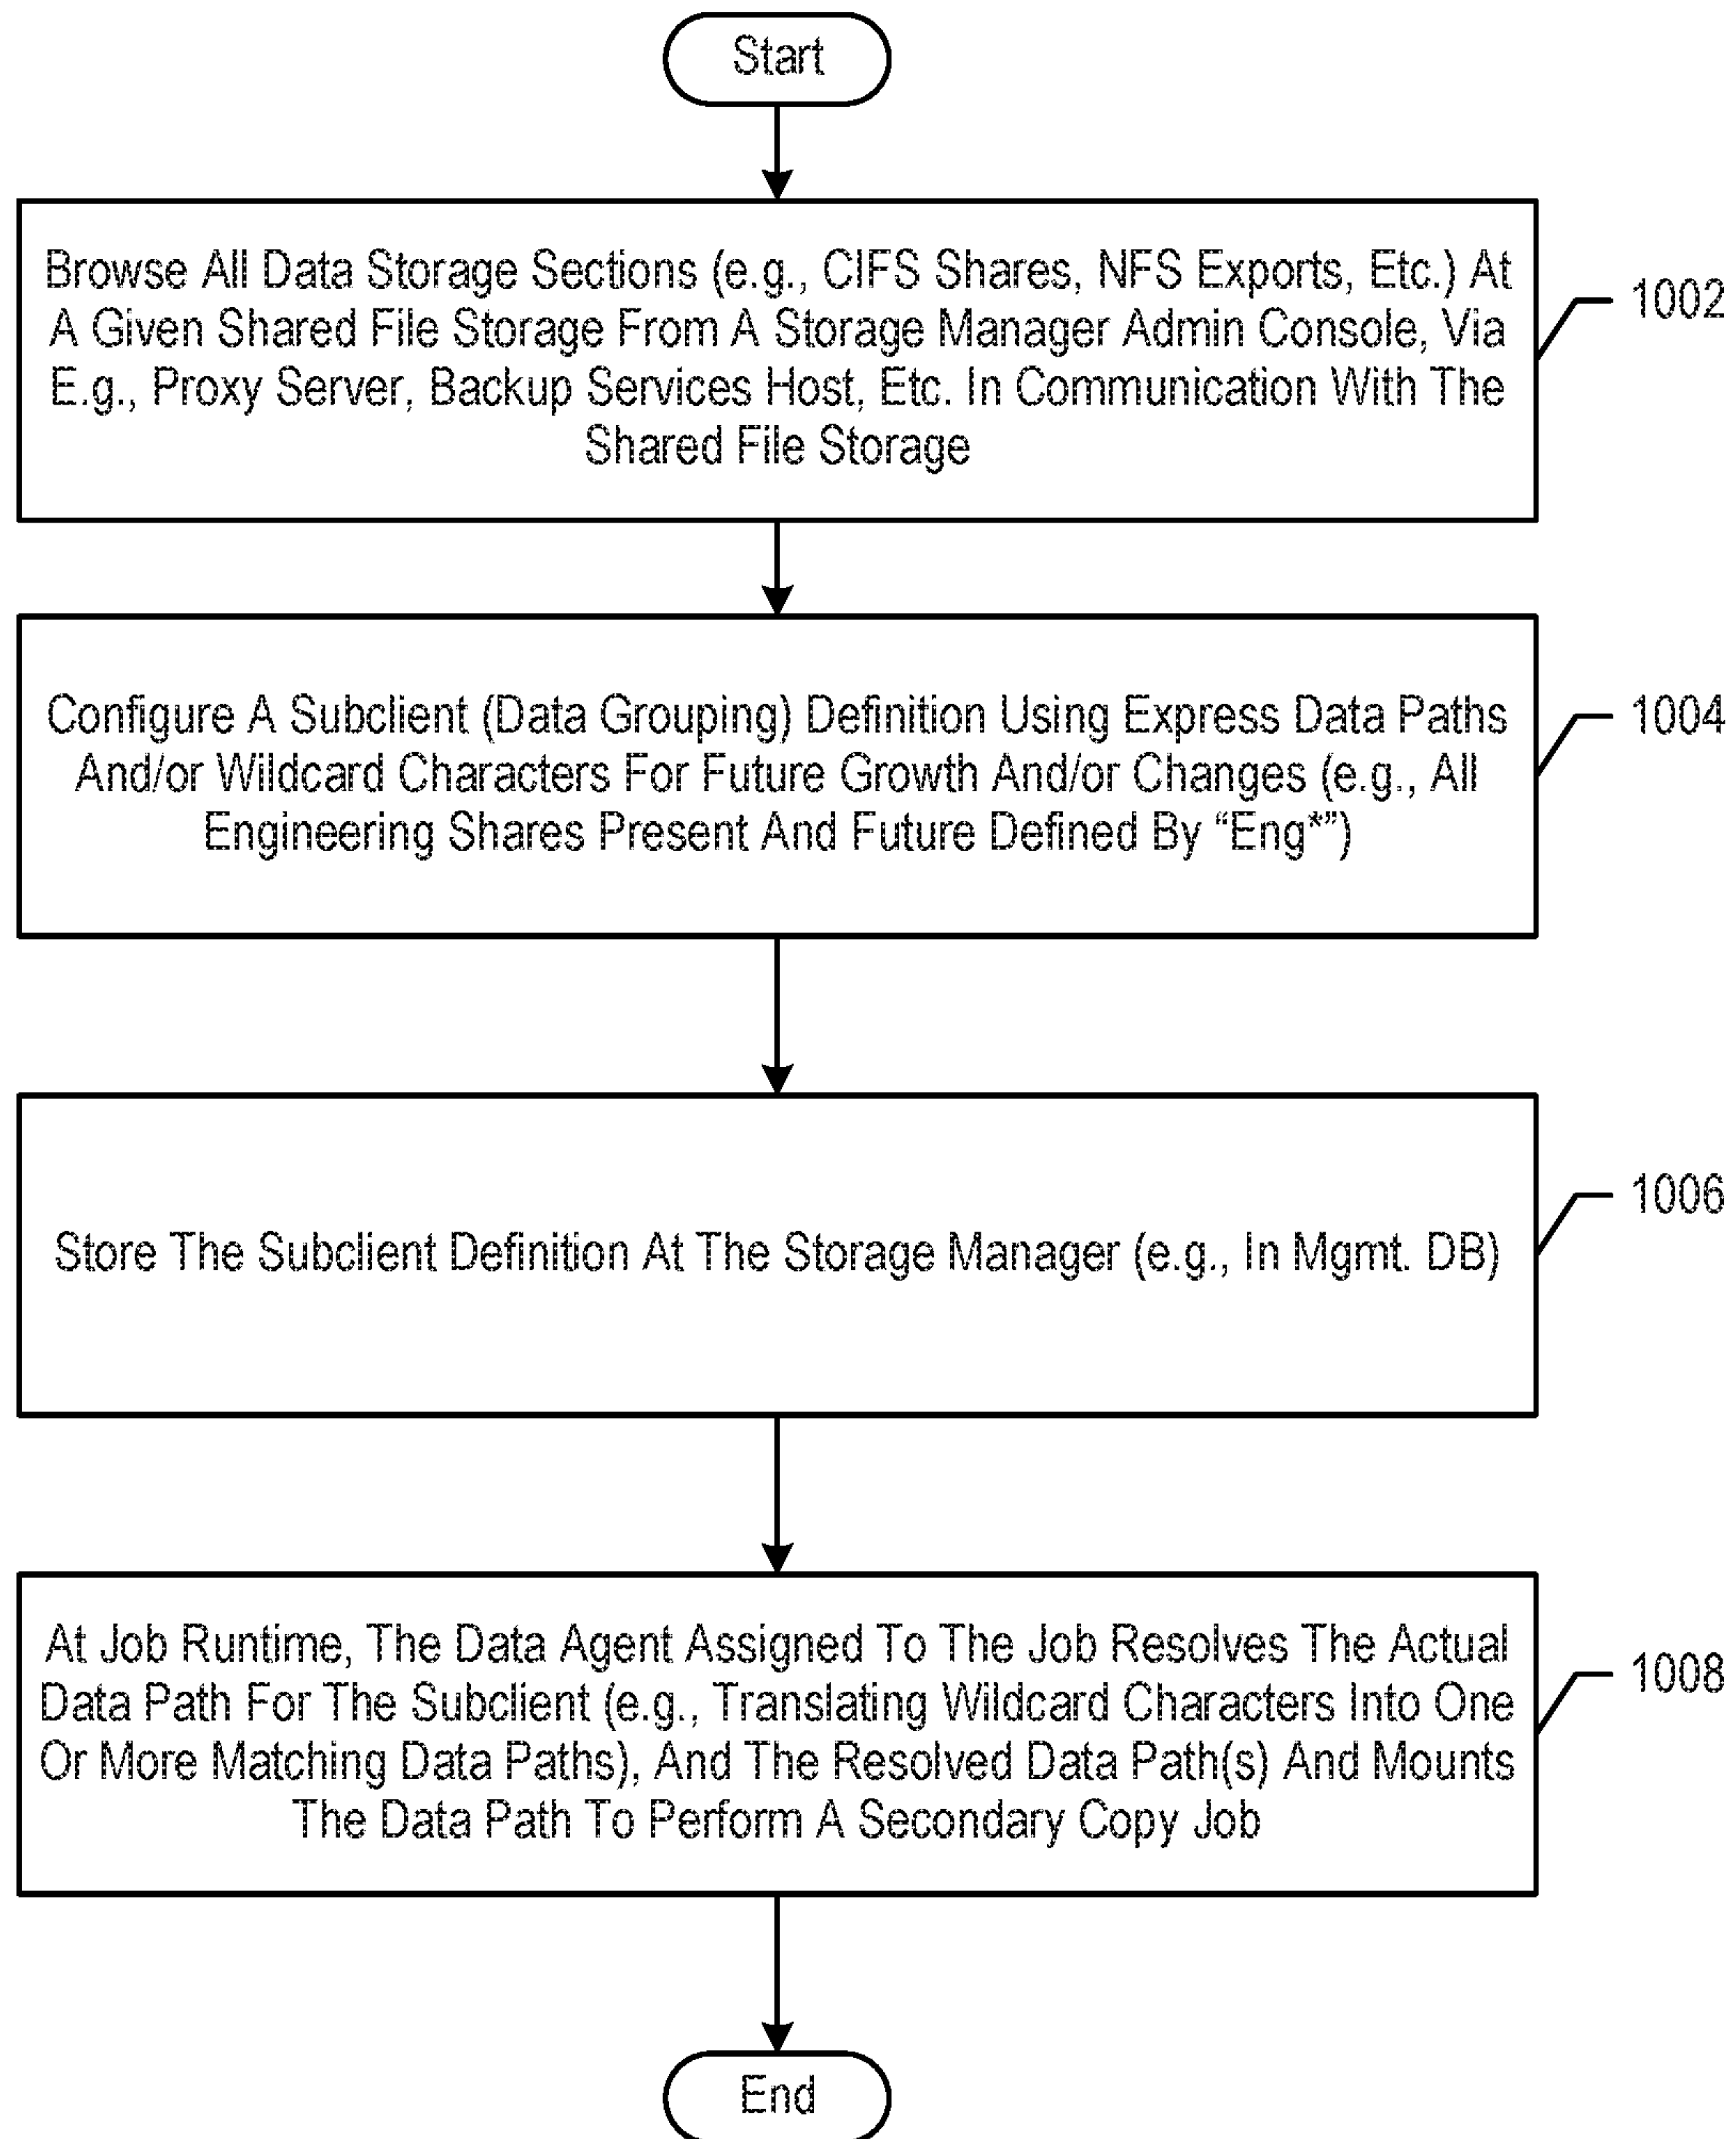 Start
Browse All Data Storage Sections (e.g., CIFS Shares, NFS Exports, Etc.) At
A Given Shared File Storage From A Storage Manager Admin Console, Via
E.g., Proxy Server, Backup Services Host, Etc. In Communication With The
Shared File Storage
1002
Configure A Subclient (Data Grouping) Definition Using Express Data Paths
And/or Wildcard Characters For Future Growth And/or Changes (e.g., All
Engineering Shares Present And Future Defined By “Eng*”)
1004
Store The Subclient Definition At The Storage Manager (e.g., In Mgmt. DB)
1006
At Job Runtime, The Data Agent Assigned To The Job Resolves The Actual
Data Path For The Subclient (e.g., Translating Wildcard Characters Into One
Or More Matching Data Paths), And The Resolved Data Path(s) And Mounts
The Data Path To Perform A Secondary Copy Job
1008
End